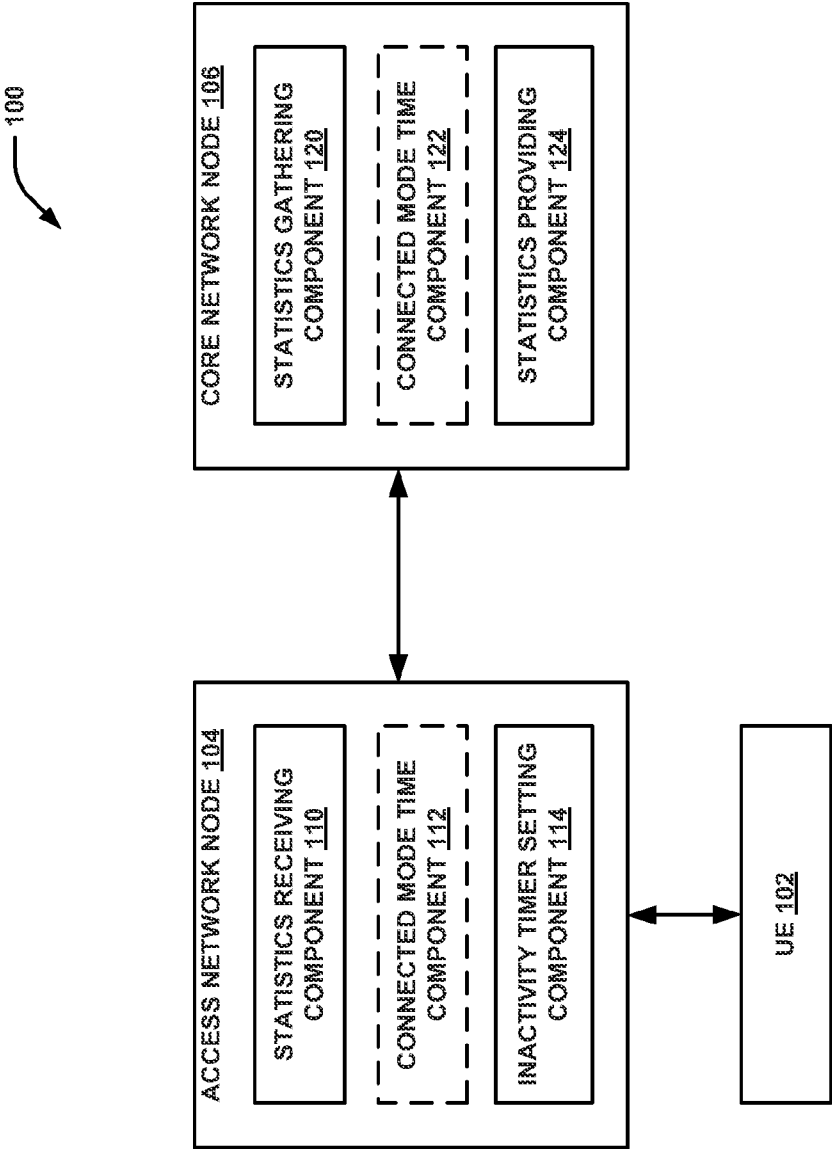 100
ACCESS NETWORK NODE 104
STATISTICS RECEIVING
COMPONENT 110
CONNECTED MODE TIME
COMPONENT 112
INACTIVITY TIMER SETTING
COMPONENT 114
UE 102
CORE NETWORK NODE 106
STATISTICS GATHERING
COMPONENT 120
CONNECTED MODE TIME
COMPONENT 122
STATISTICS PROVIDING
COMPONENT 124